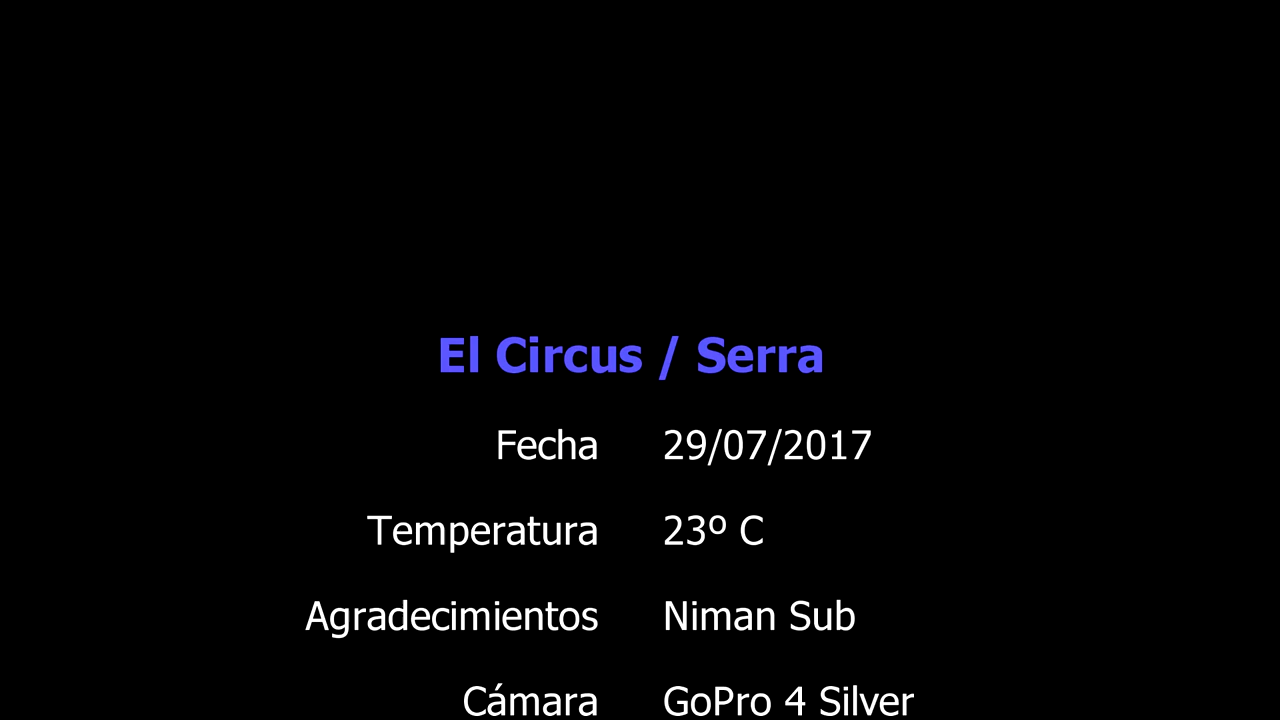 El Circus / Serra
Fecha 29/07/2017
Temperatura 23º C
Agradecimientos Niman Sub
Cámara GoPro 4 Silver